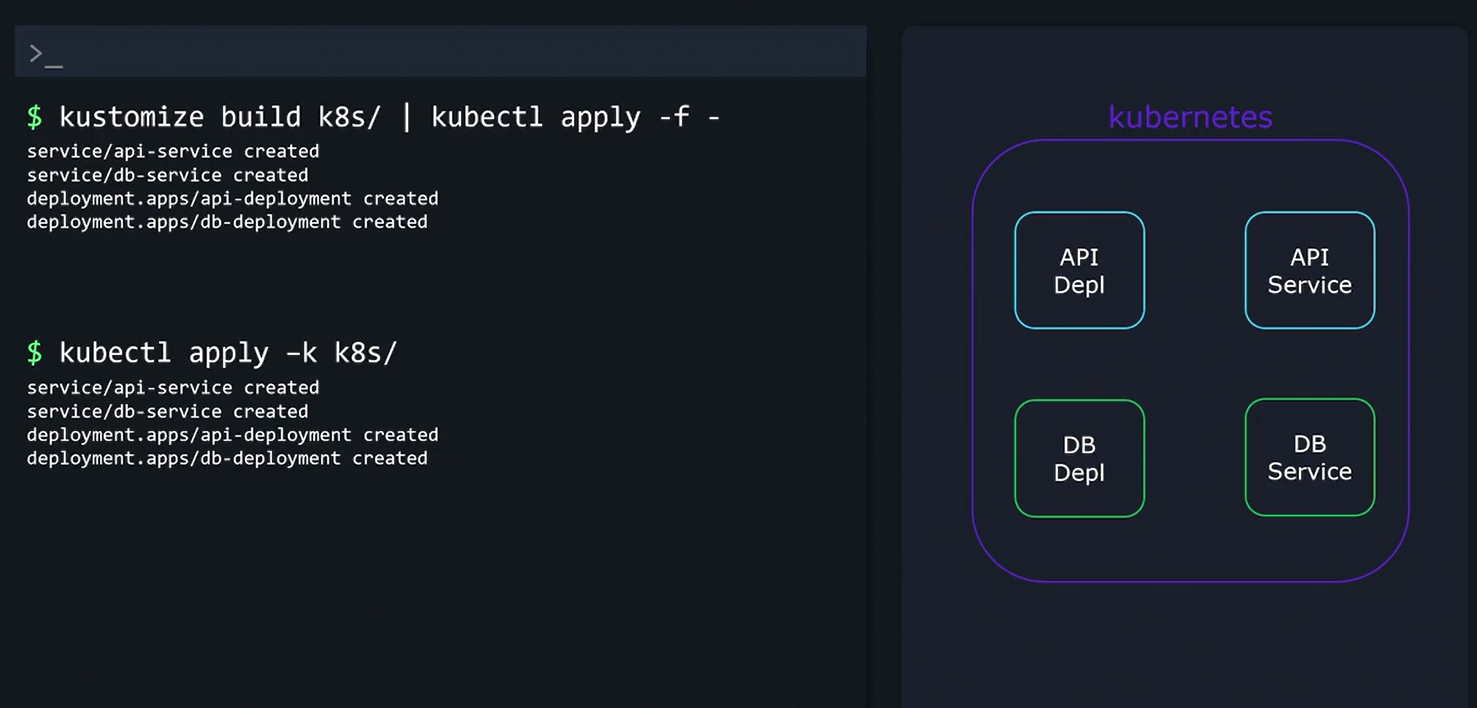 >_
$ kustomize build k8s/ | kubectl apply -f -
service/api-service created
service/db-service created
deployment.apps/api-deployment created
deployment.apps/db-deployment created
$ kubectl apply –k k8s/
service/api-service created
service/db-service created
deployment.apps/api-deployment created
deployment.apps/db-deployment created
kubernetes
API
Depl
API
Service
DB
Depl
DB
Service